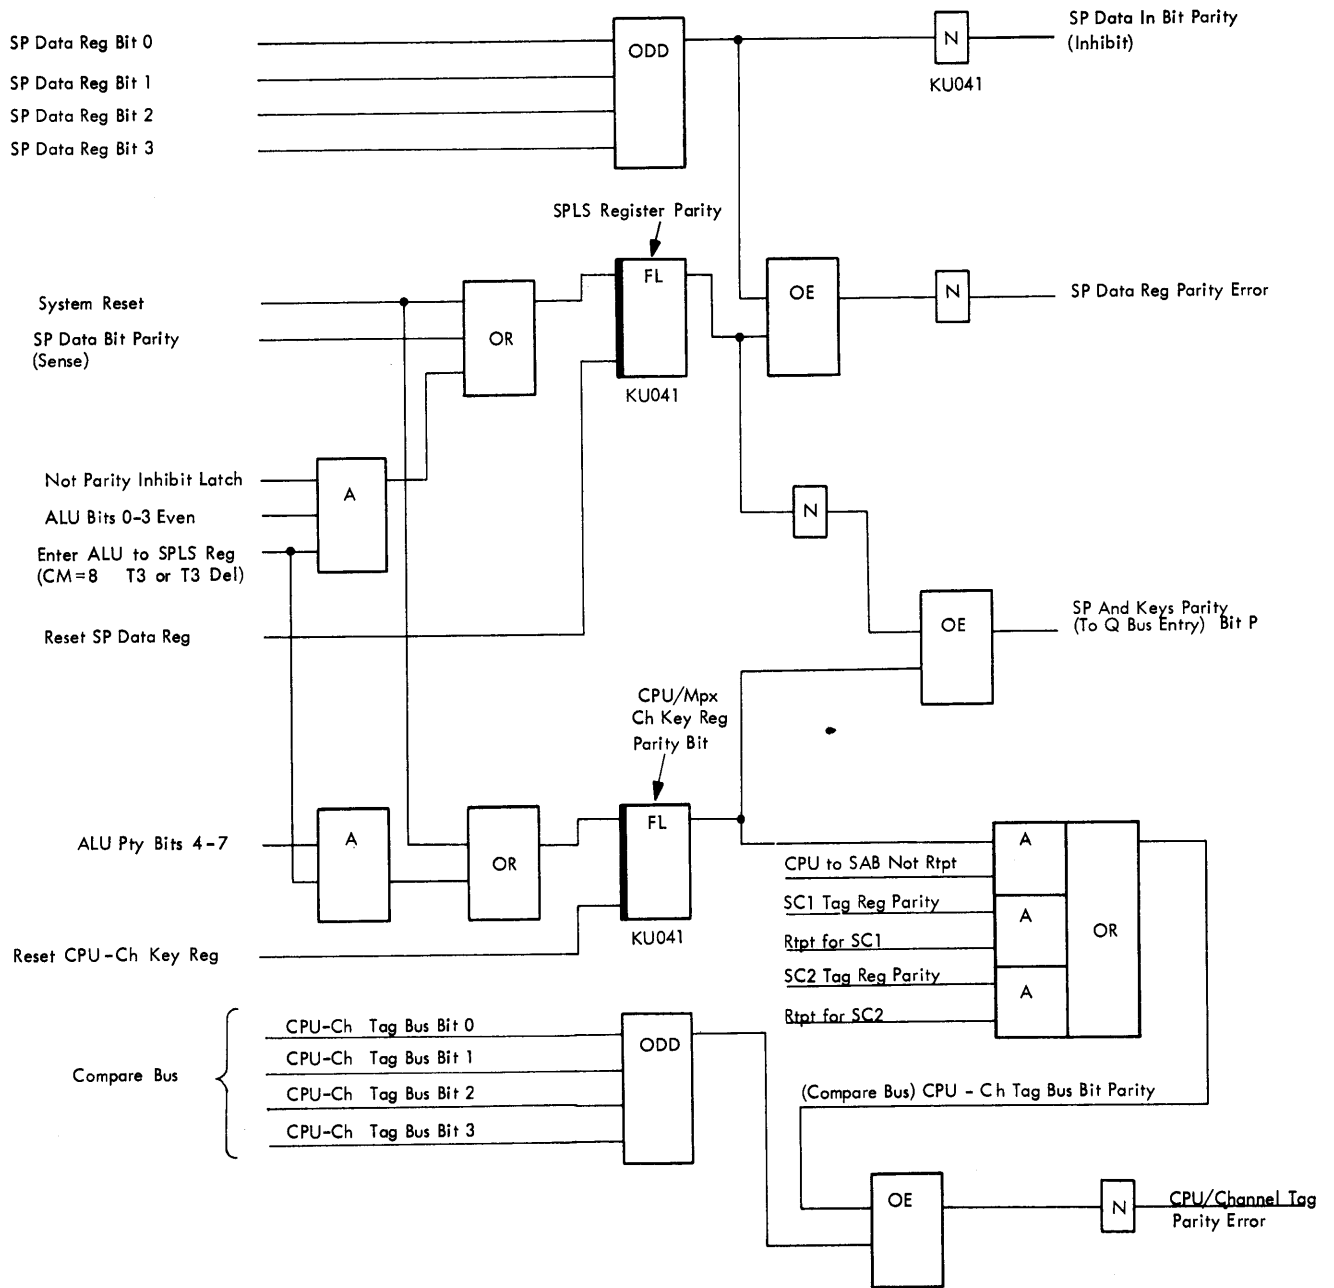 SP Data Reg Bit 0
SP Data Reg Bit 1
SP Data Reg Bit 2
SP Data Reg Bit 3
ODD
N
KU041
SP Data In Bit Parity
(Inhibit)
SPLS Register Parity
System Reset
SP Data Bit Parity
(Sense)
OR
FL
KU041
OE
N
SP Data Reg Parity Error
Not Parity Inhibit Latch
ALU Bits 0-3 Even
Enter ALU to SPLS Reg
(CM=8 T3 or T3 Del)
A
N
Reset SP Data Reg
OE
SP And Keys Parity
(To Q Bus Entry) Bit P
CPU/Mpx
Ch Key Reg
Parity Bit
ALU Pty Bits 4-7
A
OR
FL
KU041
Reset CPU-Ch Key Reg
CPU to SAB Not Rtpt
SC1 Tag Reg Parity
Rtpt for SC1
SC2 Tag Reg Parity
Rtpt for SC2
A
A
A
OR
Compare Bus
CPU-Ch Tag Bus Bit 0
CPU-Ch Tag Bus Bit 1
CPU-Ch Tag Bus Bit 2
CPU-Ch Tag Bus Bit 3
ODD
(Compare Bus) CPU - Ch Tag Bus Bit Parity
OE
N
CPU/Channel Tag
Parity Error